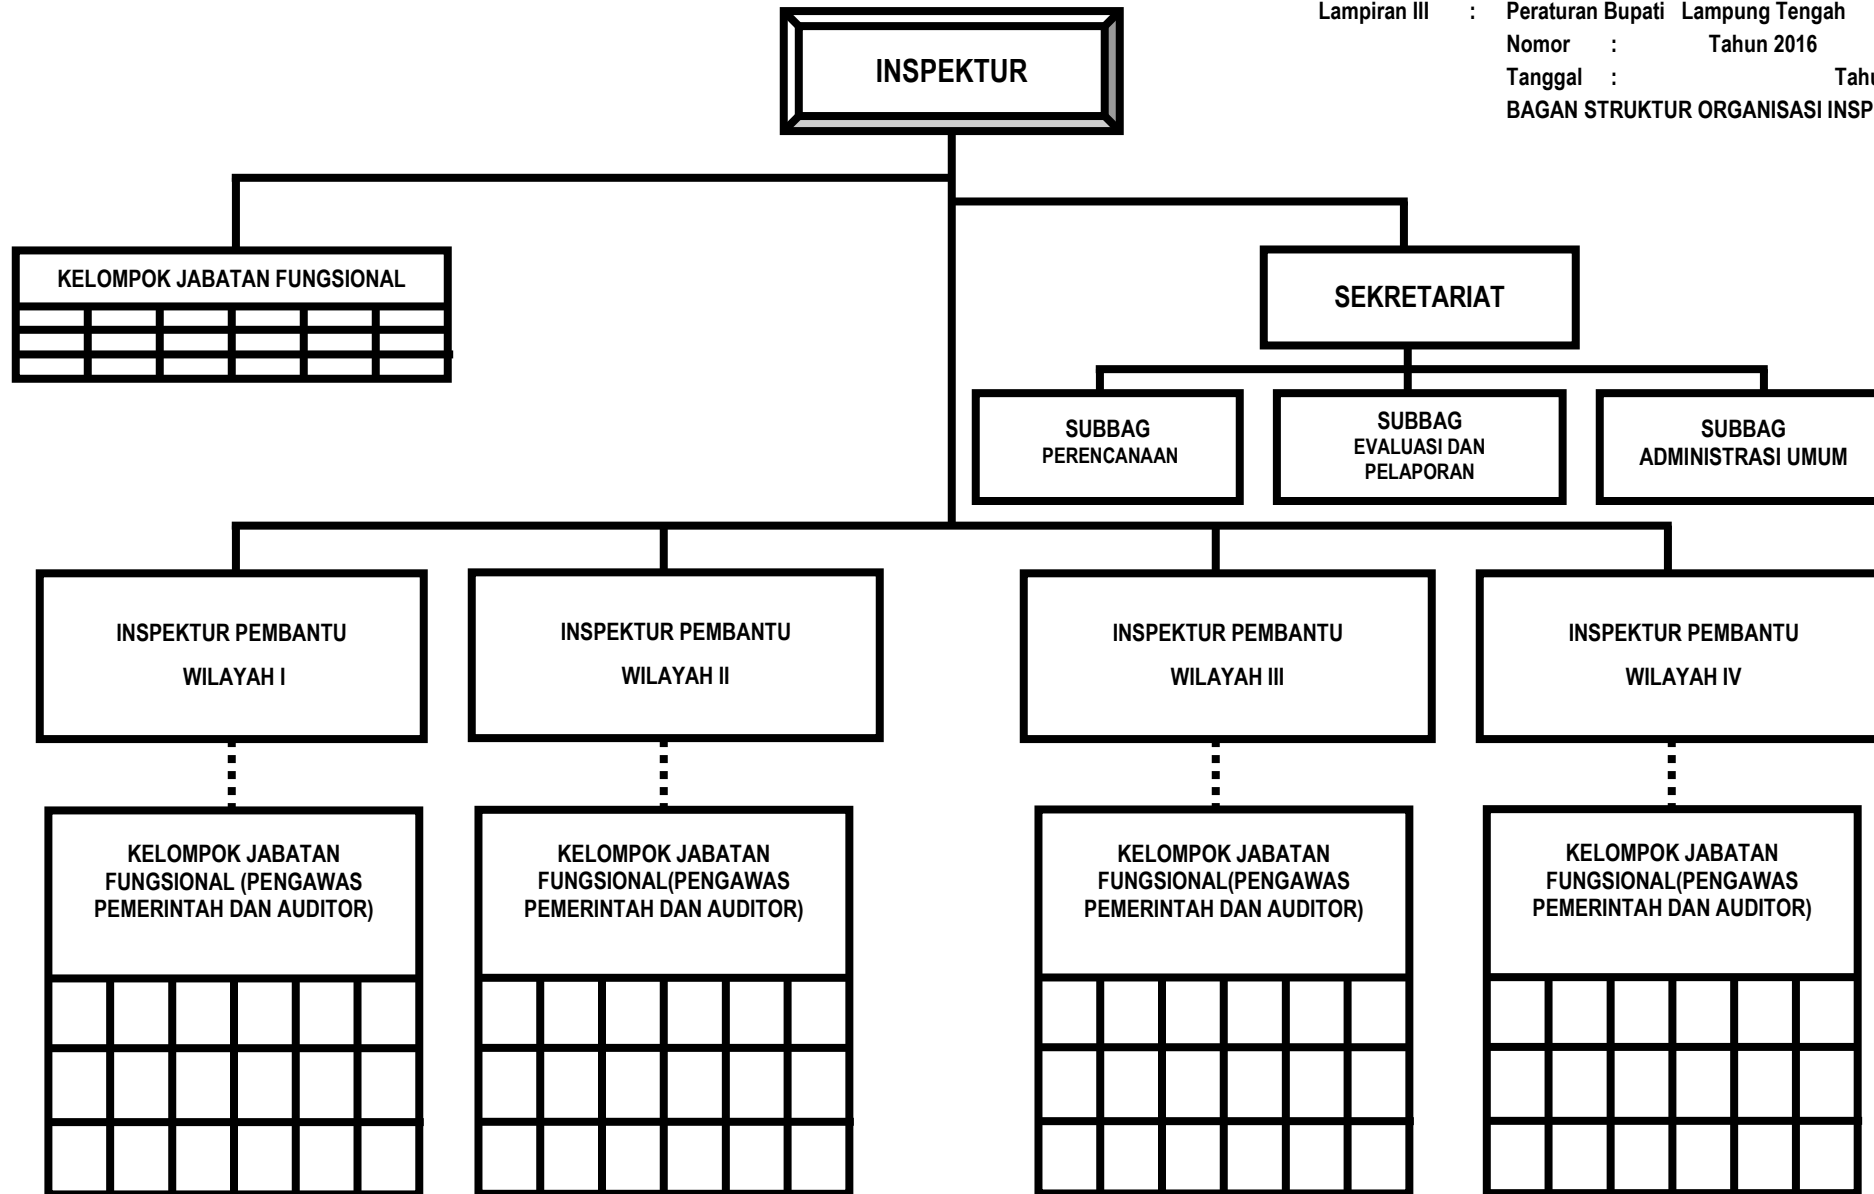 Lampiran III : Peraturan Bupati Lampung Tengah
Nomor : Tahun 2016
Tanggal :
BAGAN STRUKTUR ORGANISASI
INSPEKTUR
KELOMPOK JABATAN FUNGSIONAL
SEKRETARIAT
SUBBAG
PERENCANAAN
SUBBAG
EVALUASI DAN
PELAPORAN
SUBBAG
ADMINISTRASI UMUM
INSPEKTUR PEMBANTU
WILAYAH I
INSPEKTUR PEMBANTU
WILAYAH II
INSPEKTUR PEMBANTU
WILAYAH III
INSPEKTUR PEMBANTU
WILAYAH IV
KELOMPOK JABATAN
FUNGSIONAL (PENGAWAS
PEMERINTAH DAN AUDITOR)
KELOMPOK JABATAN
FUNGSIONAL(PENGAWAS
PEMERINTAH DAN AUDITOR)
KELOMPOK JABATAN
FUNGSIONAL(PENGAWAS
PEMERINTAH DAN AUDITOR)
KELOMPOK JABATAN
FUNGSIONAL(PENGAWAS
PEMERINTAH DAN AUDITOR)